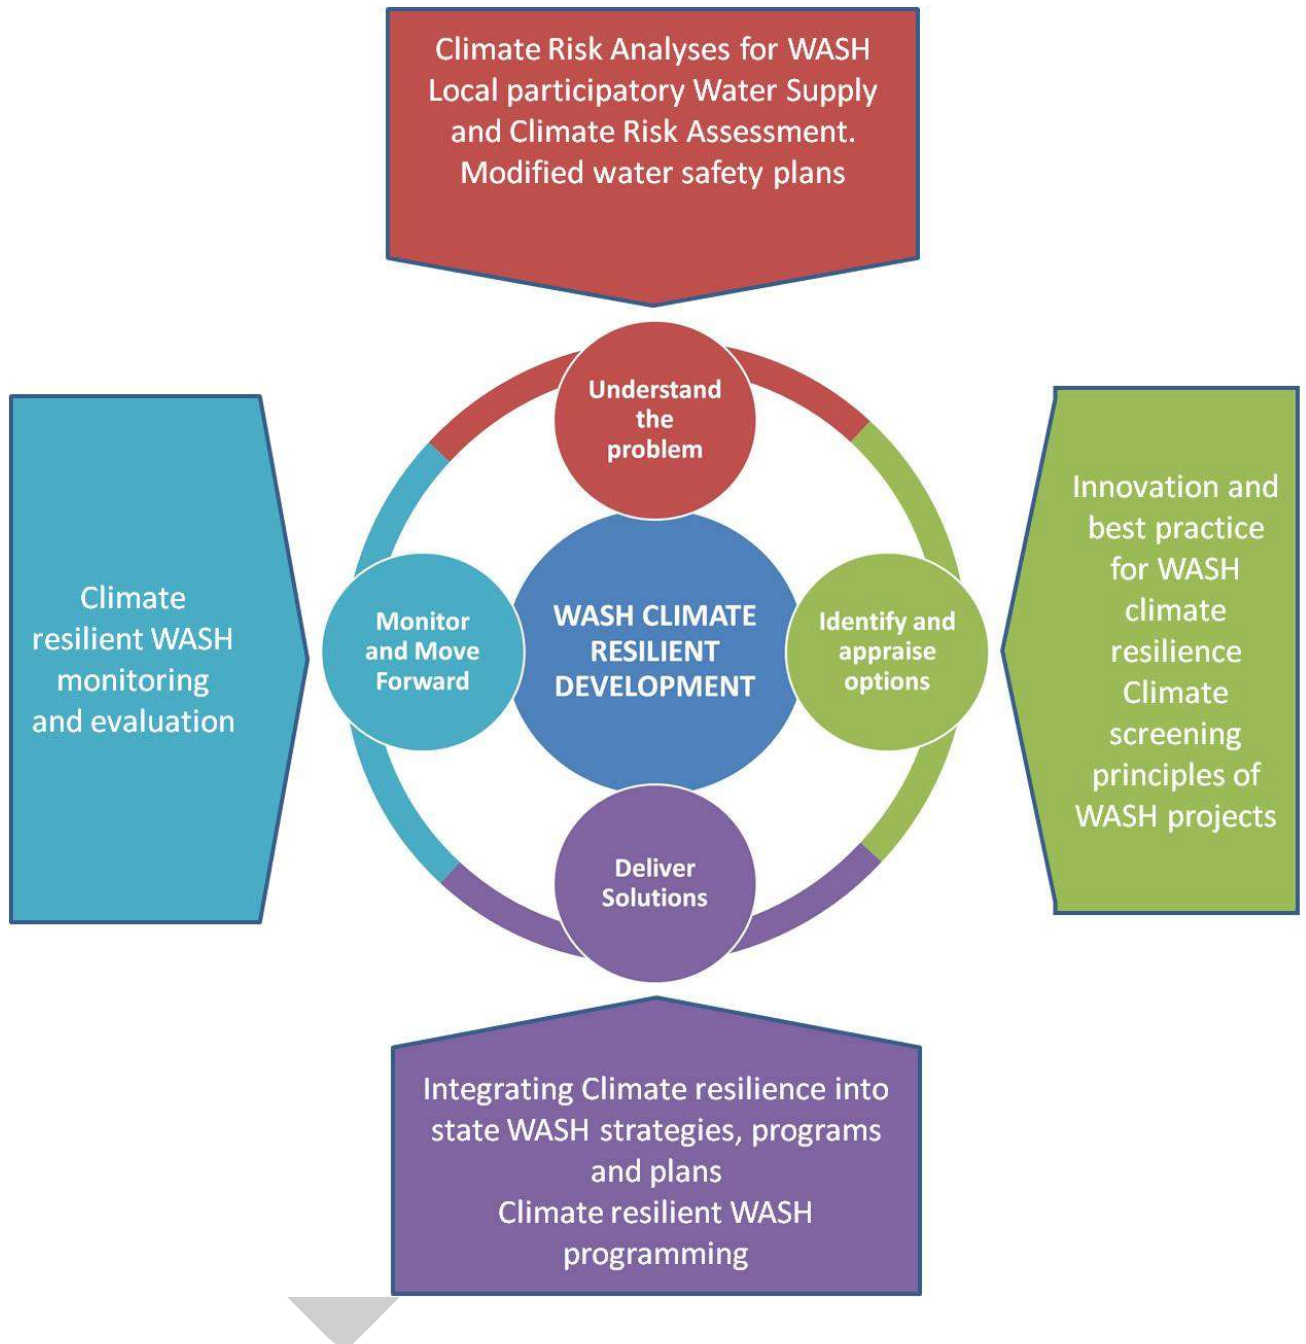 Climate Risk Analyses for WASH
Local participatory Water Supply
and Climate Risk Assessment.
Modified water safety plans
Understand
the
problem
Innovation and
best practice
for WASH
climate
resilience
Climate
screening
principles of
WASH projects
Identify and
appraise
options
WASH CLIMATE
RESILIENT
DEVELOPMENT
Monitor
and Move
Forward
Climate
resilient WASH
monitoring
and evaluation
Deliver
Solutions
Integrating Climate resilience into
state WASH strategies, programs
and plans
Climate resilient WASH
programming